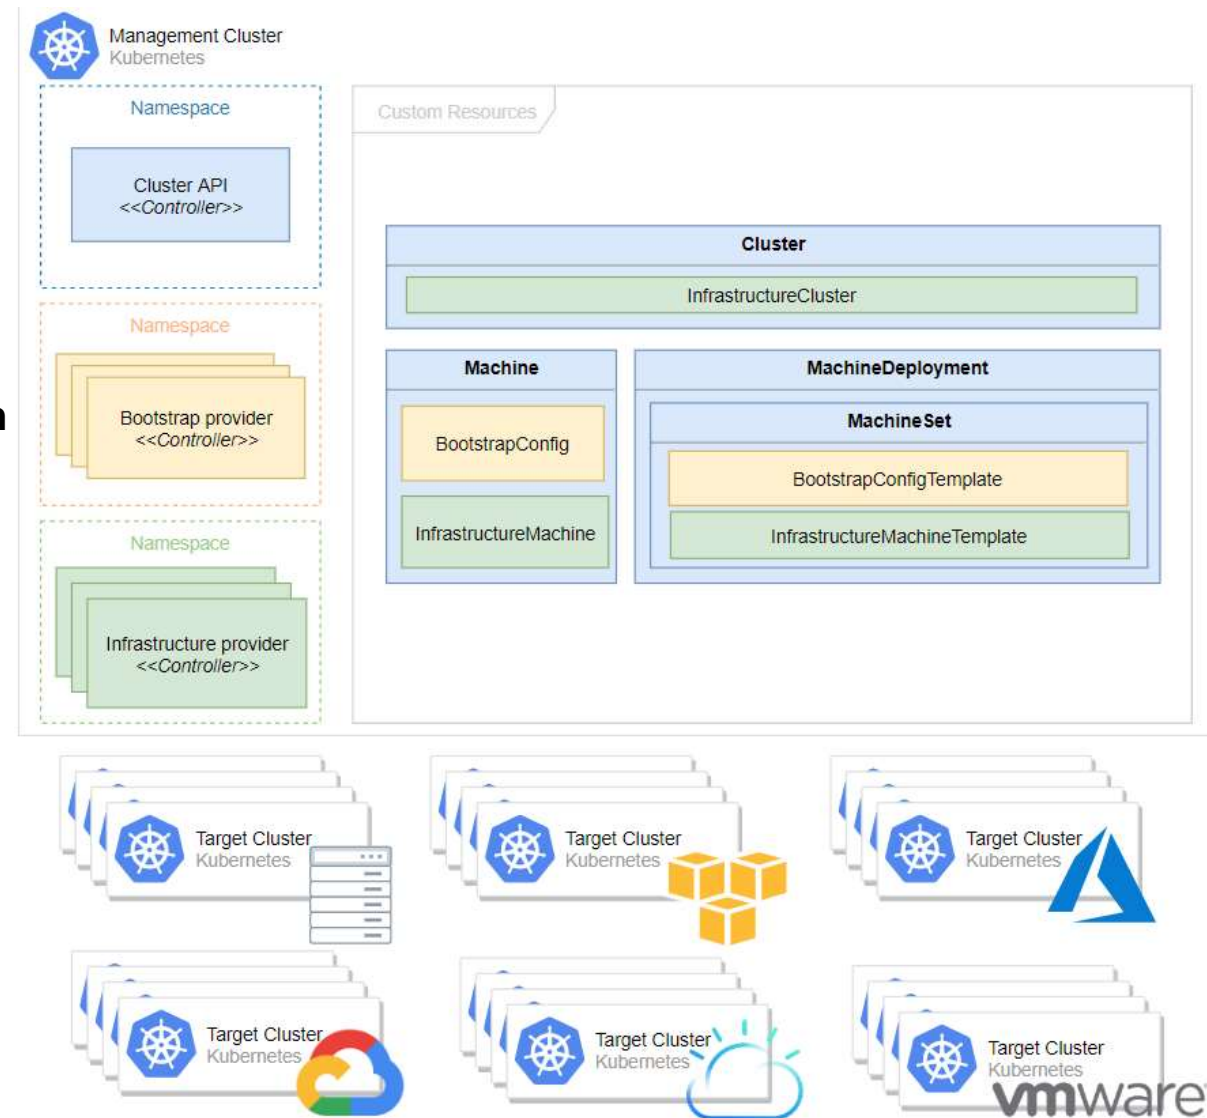 Management Cluster
Kubernetes
Namespace
Cluster API
<<Controller>>
Namespace
Bootstrap provider
<<Controller>>
Namespace
Infrastructure provider
<<Controller>>
Custom Resources
Cluster
InfrastructureCluster
Machine
BootstrapConfig
InfrastructureMachine
MachineDeployment
MachineSet
BootstrapConfigTemplate
InfrastructureMachineTemplate
Target Cluster
Kubernetes
Target Cluster
Kubernetes
Target Cluster
Kubernetes
Target Cluster
Kubernetes
Target Cluster
Kubernetes
Target Cluster
Kubernetes
vmware